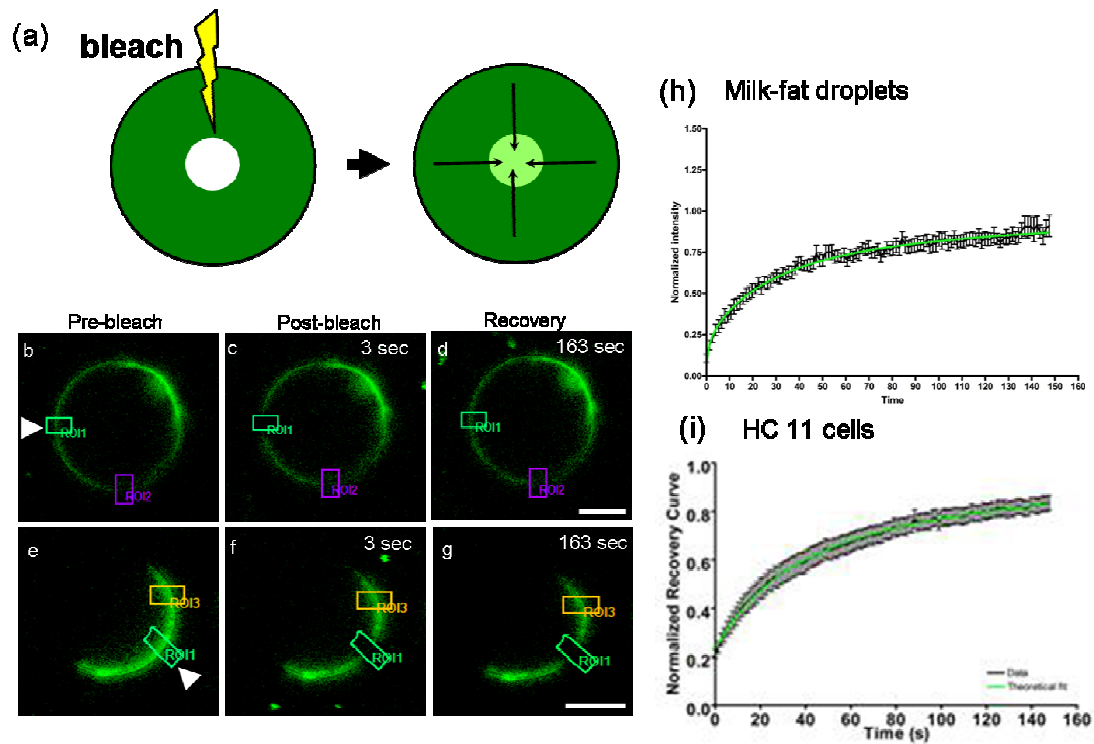 (a)
bleach
Pre-bleach
Post-bleach
Recovery
b
ROI1
ROI2
c
3 sec
ROI1
ROI2
d
163 sec
ROI1
ROI2
e
ROI3
ROI1
f
3 sec
ROI3
ROI1
g
163 sec
ROI3
ROI1
(h) Milk-fat droplets
Normalized intensity
1.50
1.25
1.00
0.75
0.50
0.25
0.00
0 10 20 30 40 50 60 70 80 90 100 110 120 130 140 150 160
Time
(i) HC 11 cells
Normalized Recovery Curve
1.0
0.8
0.6
0.4
0.2
0
Data
Theoretical fit
0 20 40 60 80 100 120 140 160
Time (s)